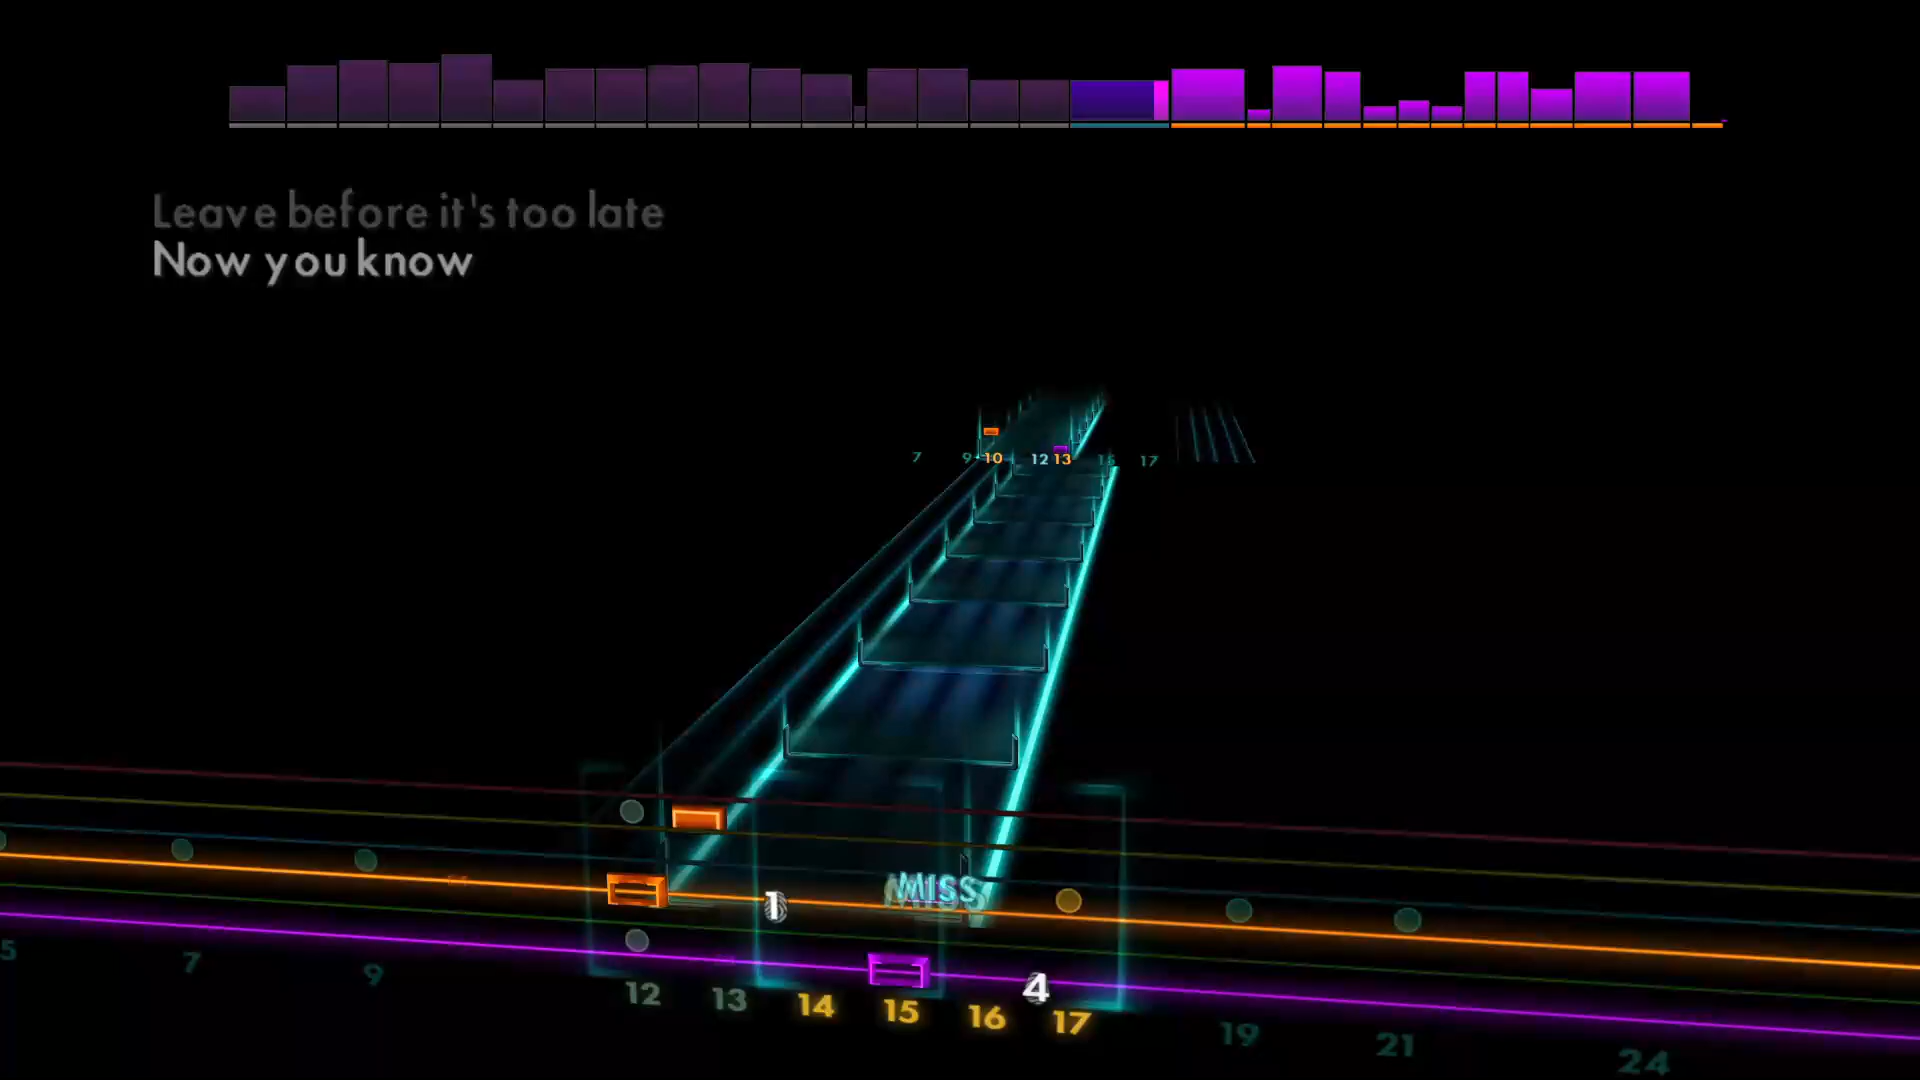 Leave before it's too late
Now you know
7 9 10 12 13 15 17
MISS
1
4
5 7 9 12 13 14 15 16 17 19 21 24